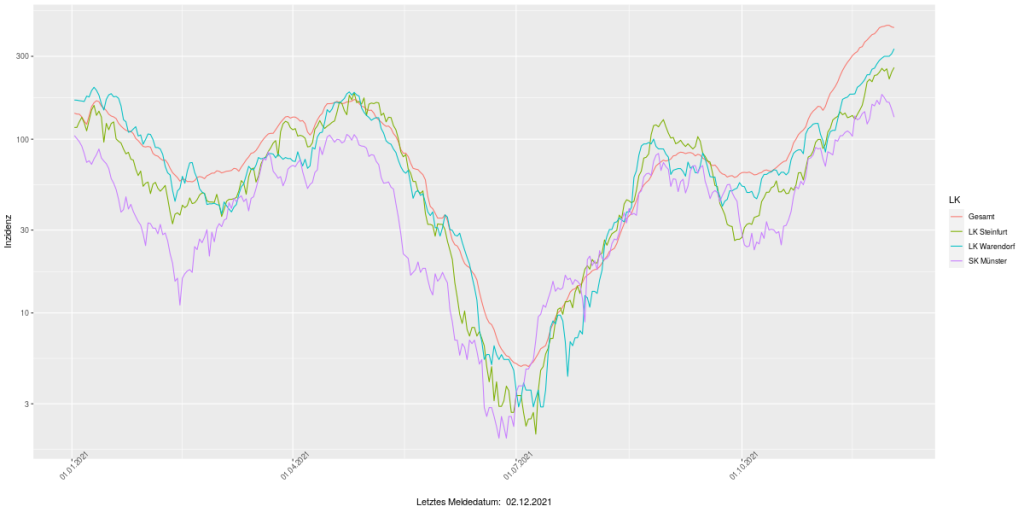 Inzidenz
300
100
30
10
3
01.01.2021
01.04.2021
01.07.2021
01.10.2021
Letztes Meldedatum: 02.12.2021
LK
Gesamt
LK Steinfurt
LK Warendorf
SK Münster